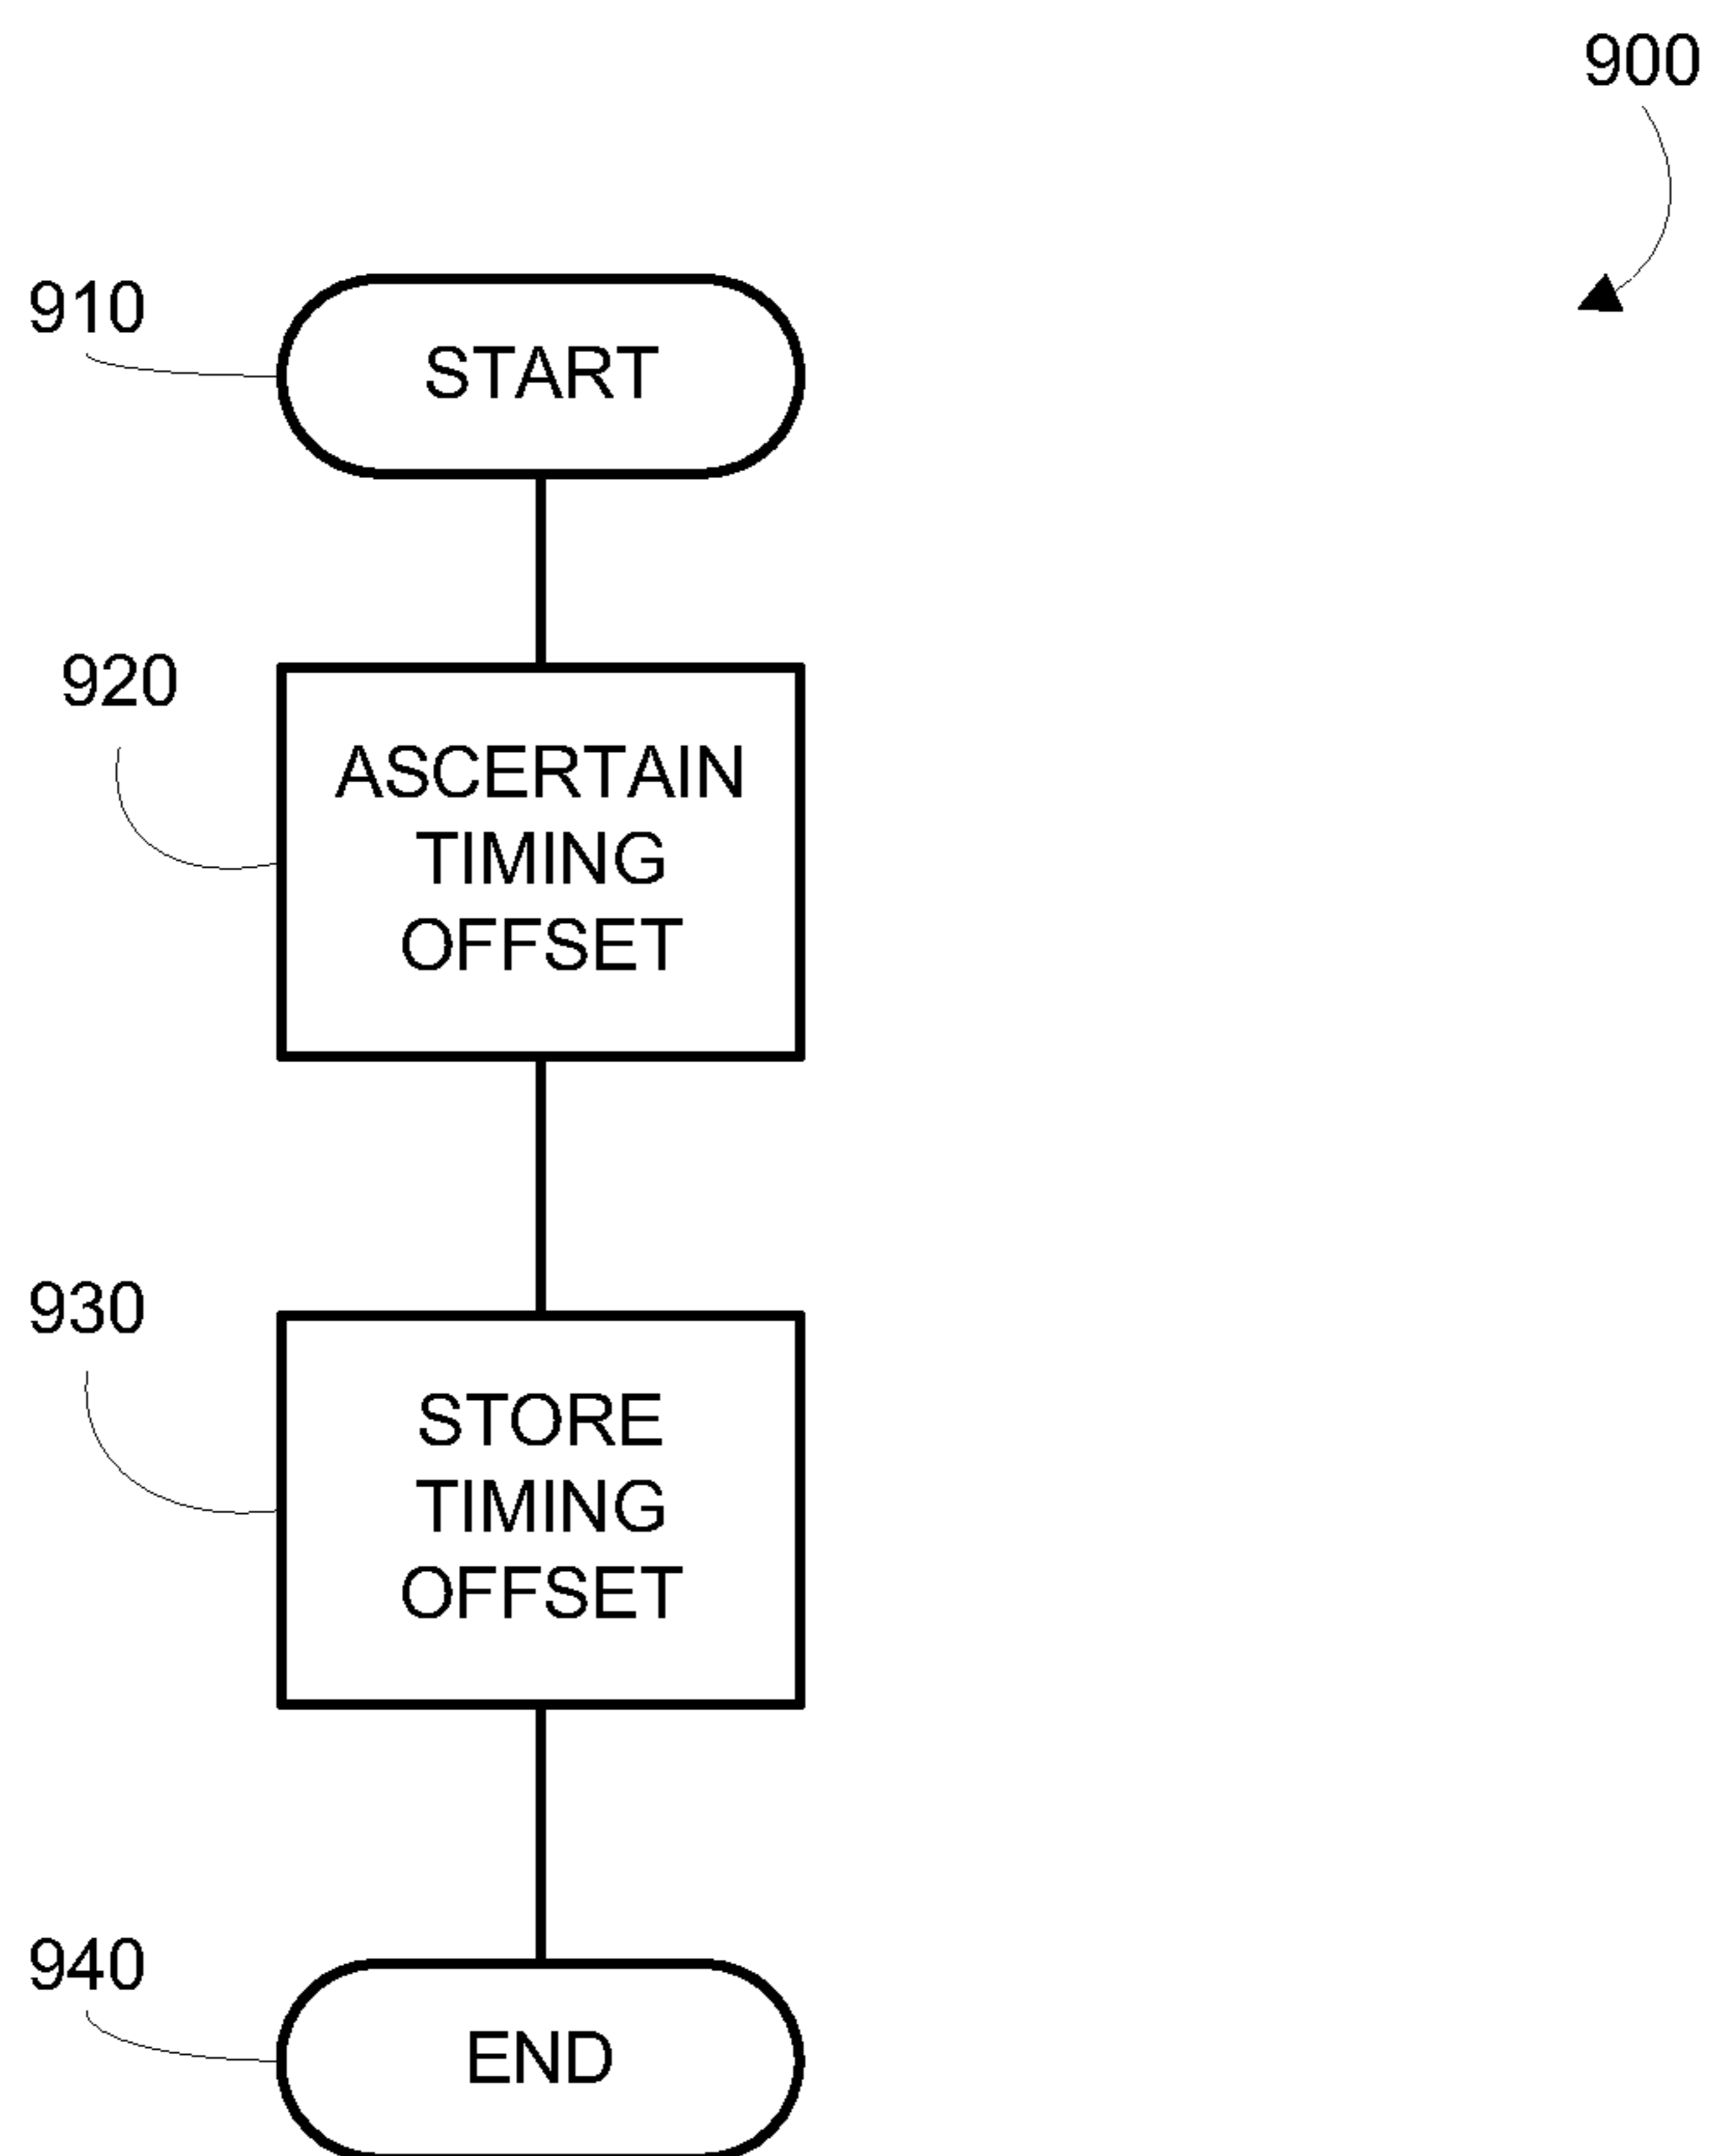 900
910
START
920
ASCERTAIN
TIMING
OFFSET
930
STORE
TIMING
OFFSET
940
END